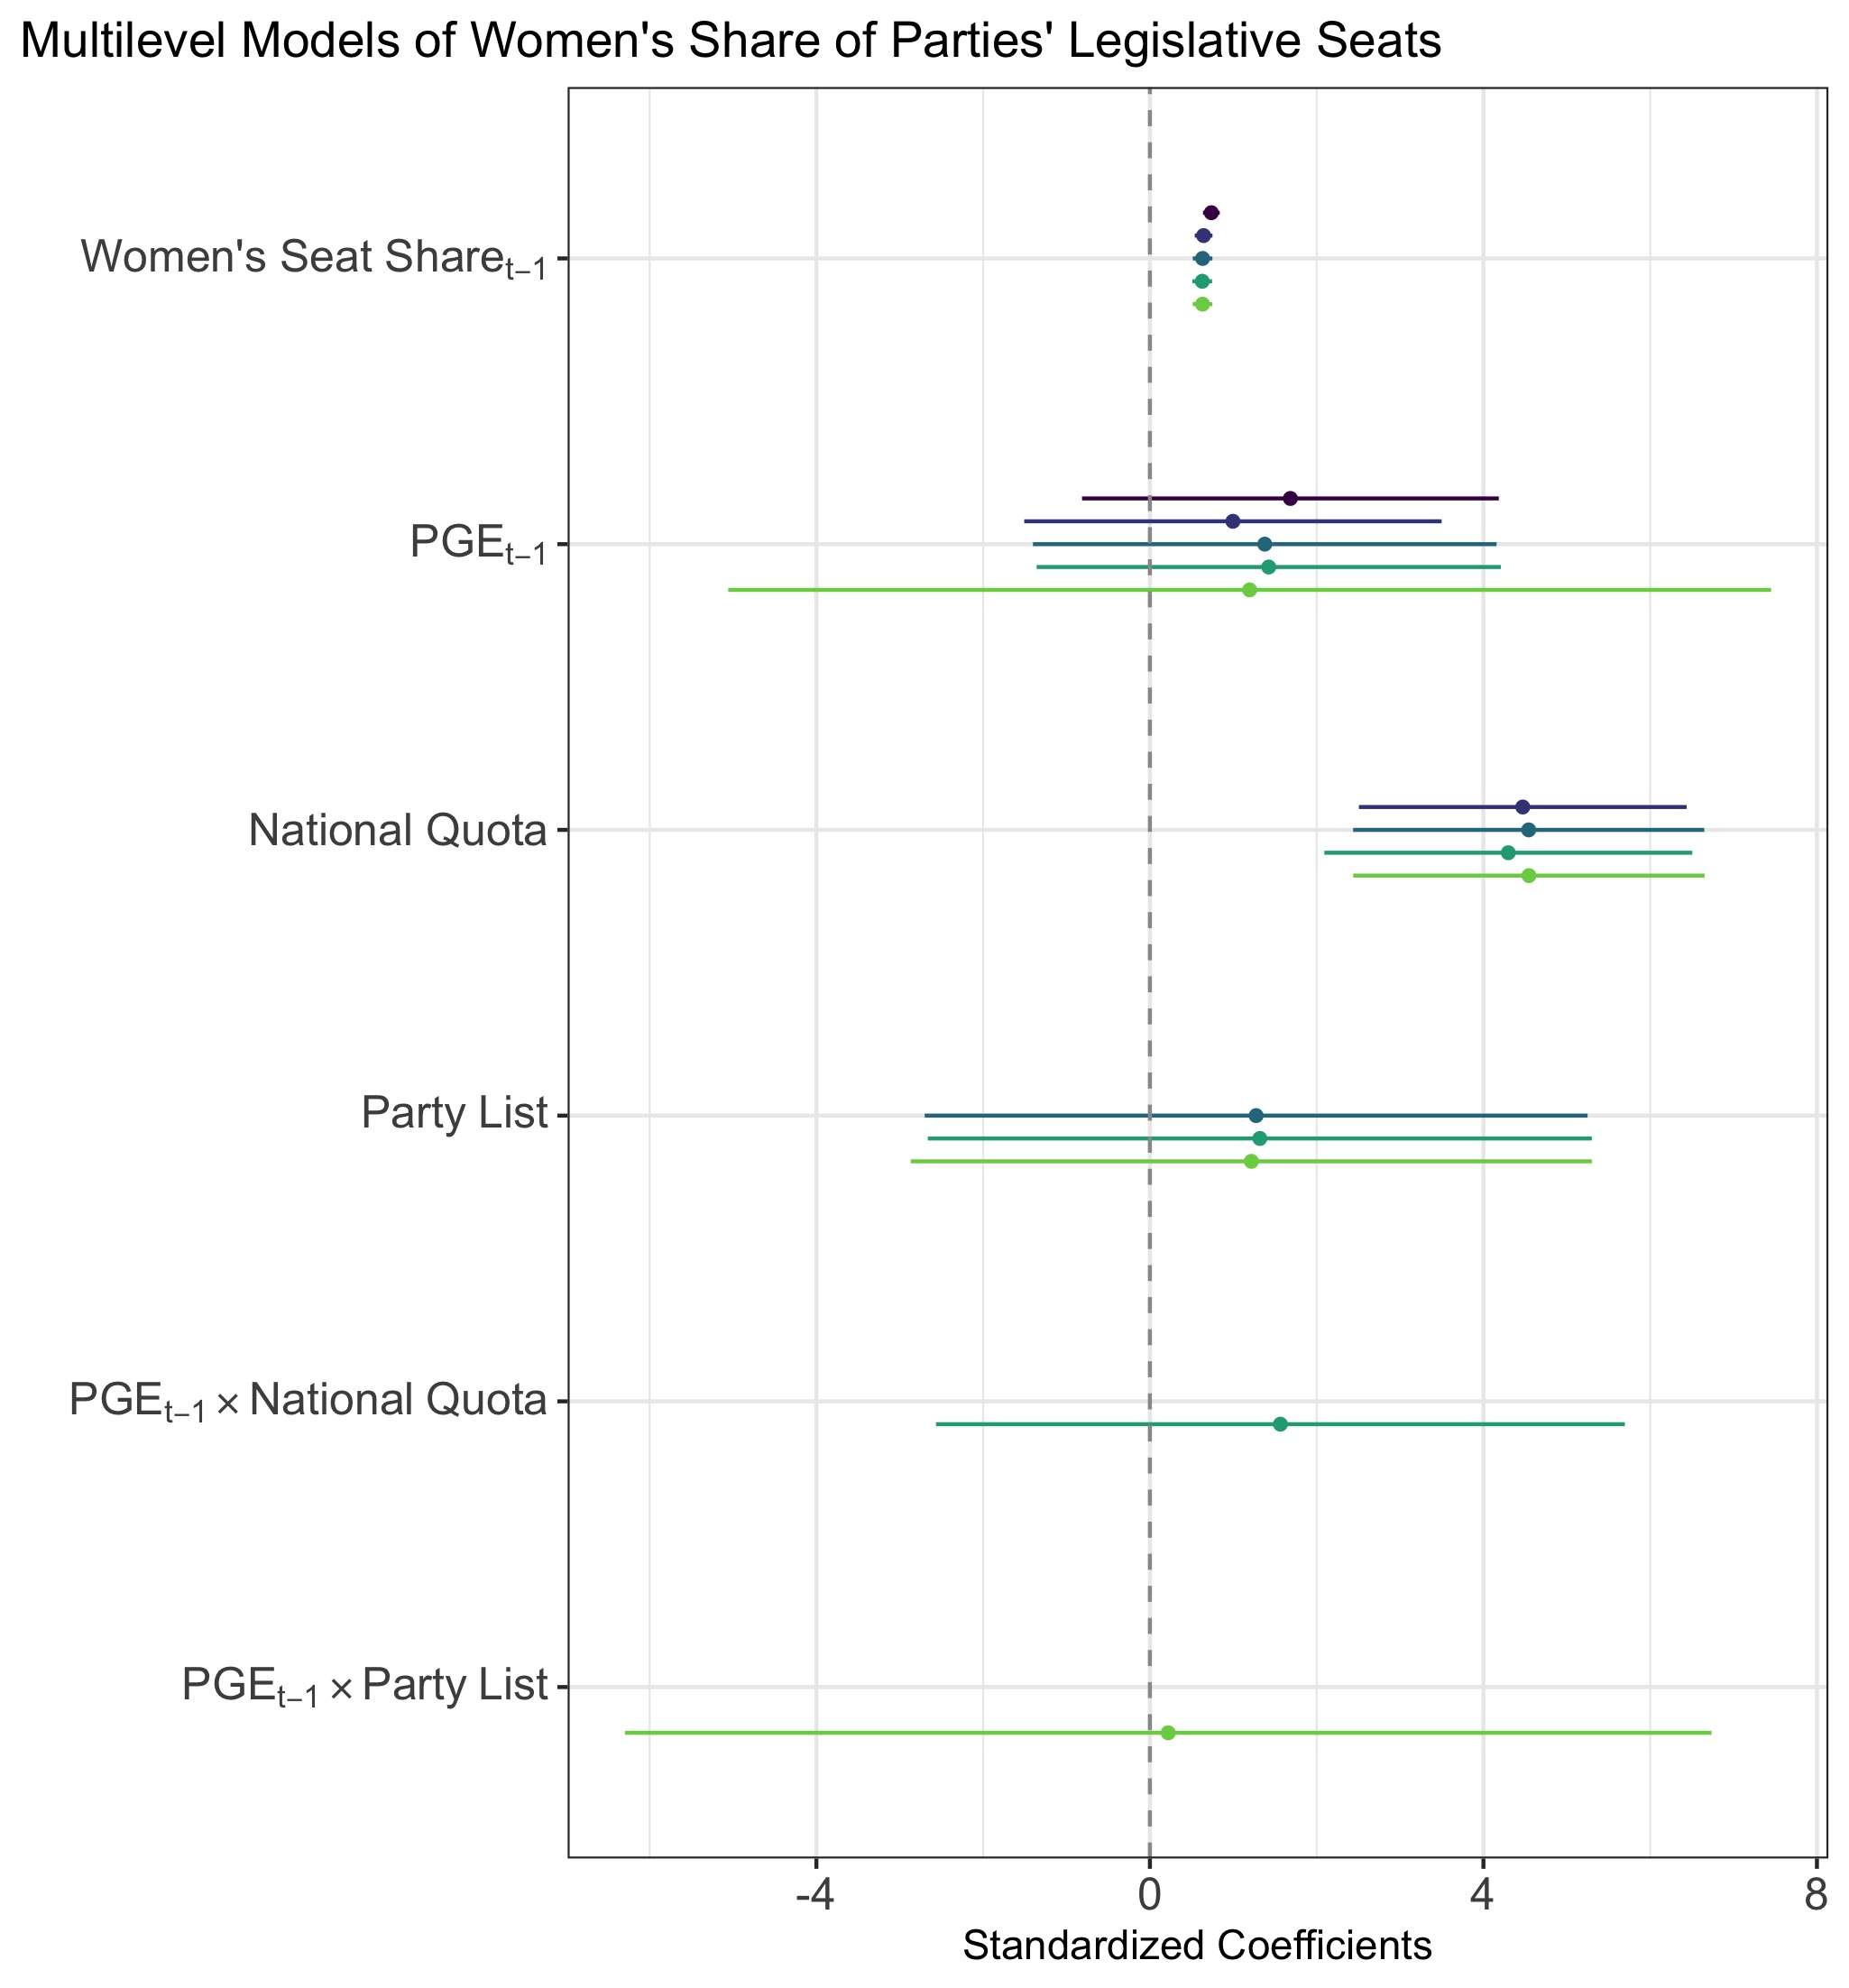 Multilevel Models of Women's Share of Parties' Legislative Seats
Women's Seat Share t−1
PGE t−1
National Quota
Party List
PGE t−1 × National Quota
PGE t−1 × Party List
-4 0 4 8
Standardized Coefficients